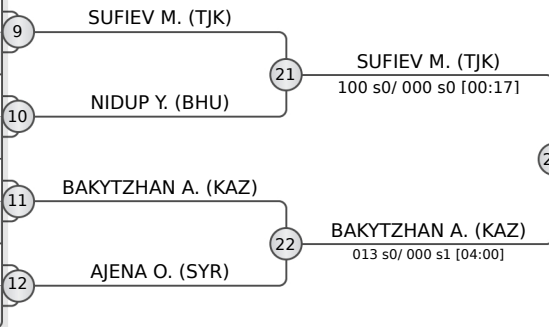 9
SUFIEV M. (TJK)
21
SUFIEV M. (TJK)
100 s0/ 000 s0 [00:17]
10
NIDUP Y. (BHU)
2
11
BAKYTZHAN A. (KAZ)
22
BAKYTZHAN A. (KAZ)
013 s0/ 000 s1 [04:00]
12
AJENA O. (SYR)